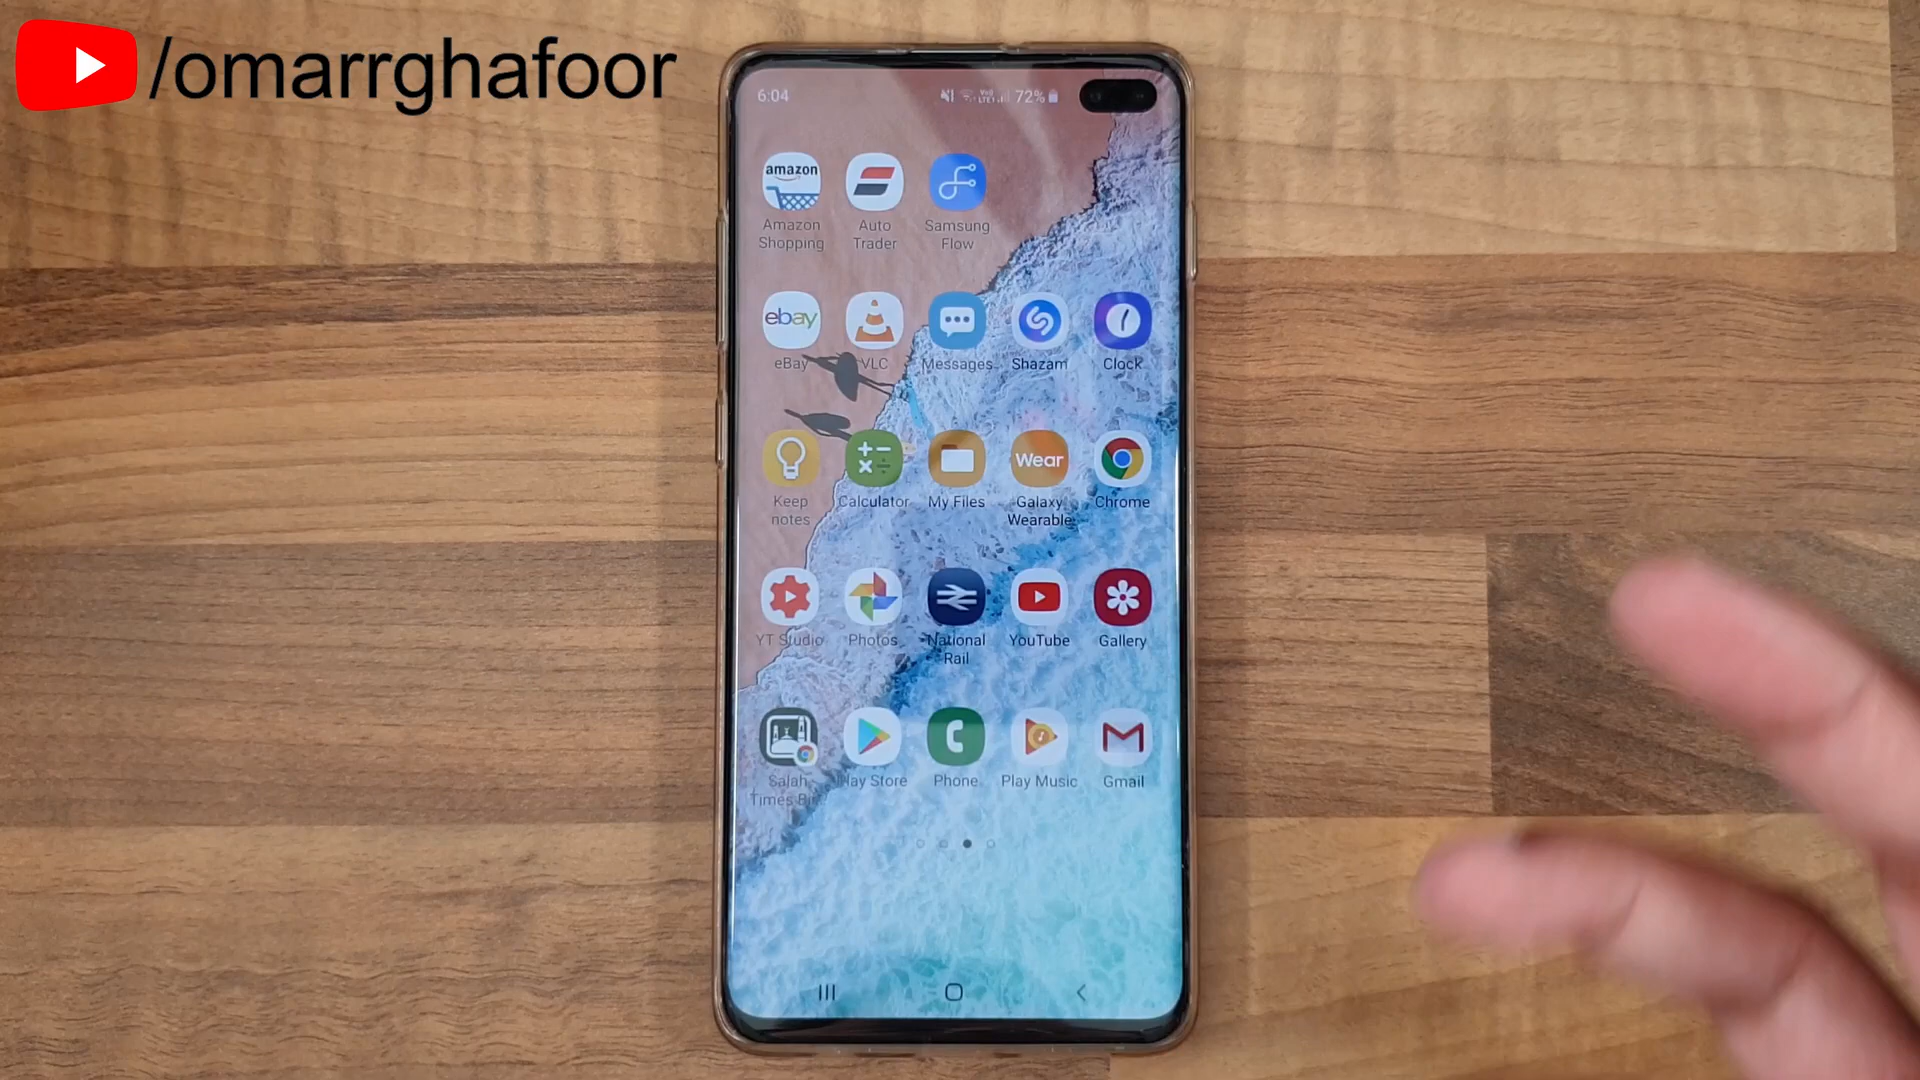 /omarrghafoor
6:04
72%
amazon
Amazon
Shopping
Auto
Trader
Samsung
Flow
ebay
eBay
VLC
Messages
Shazam
Clock
Wear
Keep
notes
Calculator
My Files
Galaxy
Wearable
Chrome
YT Studio
Photos
National
Rail
YouTube
Gallery
Salah
Times
Play Store
Phone
Play Music
Gmail